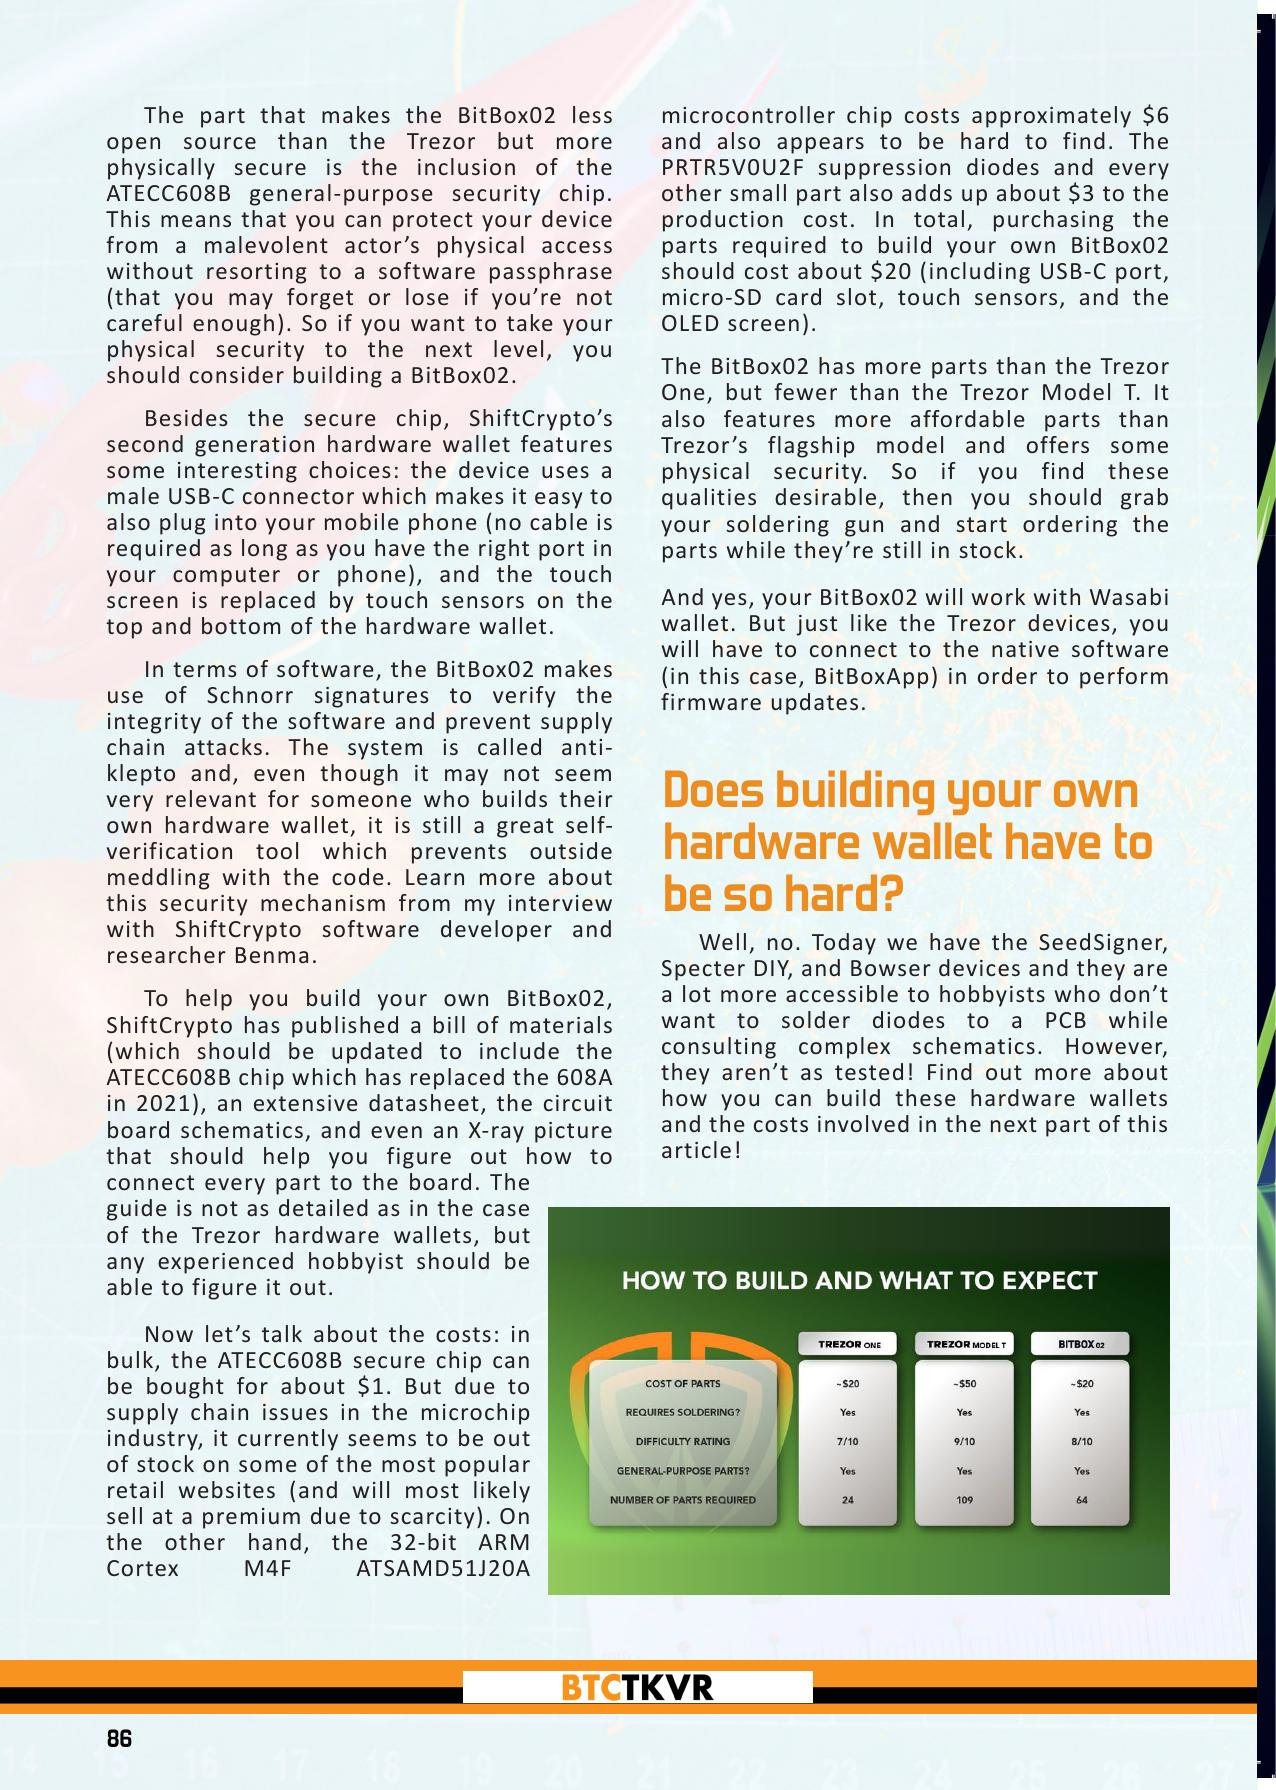 The part that makes the BitBox02 less
open source than the Trezor but more
physically secure is the inclusion of the
ATECC608B general-purpose security chip.
This means that you can protect your device
from a malevolent actor’s physical access
without resorting to a software passphrase
(that you may forget or lose if you’re not
careful enough). So if you want to take your
physical security to the next level, you
should consider building a BitBox02.
Besides the secure chip, ShiftCrypto’s
second generation hardware wallet features
some interesting choices: the device uses a
male USB-C connector which makes it easy to
also plug into your mobile phone (no cable is
required as long as you have the right port in
your computer or phone), and the touch
screen is replaced by touch sensors on the
top and bottom of the hardware wallet.
In terms of software, the BitBox02 makes
use of Schnorr signatures to verify the
integrity of the software and prevent supply
chain attacks. The system is called anti-
klepto and, even though it may not seem
very relevant for someone who builds their
own hardware wallet, it is still a great self-
verification tool which prevents outside
meddling with the code. Learn more about
this security mechanism from my interview
with ShiftCrypto software developer and
researcher Benma.
To help you build your own BitBox02,
ShiftCrypto has published a bill of materials
(which should be updated to include the
ATECC608B chip which has replaced the 608A
in 2021), an extensive datasheet, the circuit
board schematics, and even an X-ray picture
that should help you figure out how to
connect every part to the board. The
guide is not as detailed as in the case
of the Trezor hardware wallets, but
any experienced hobbyist should be
able to figure it out.
Now let’s talk about the costs: in
bulk, the ATECC608B secure chip can
be bought for about $1. But due to
supply chain issues in the microchip
industry, it currently seems to be out
of stock on some of the most popular
retail websites (and will most likely
sell at a premium due to scarcity). On
the other hand, the 32-bit ARM
Cortex M4F ATSAMD51J20A
microcontroller chip costs approximately $6
and also appears to be hard to find. The
PRTR5V0U2F suppression diodes and every
other small part also adds up about $3 to the
production cost. In total, purchasing the
parts required to build your own BitBox02
should cost about $20 (including USB-C port,
micro-SD card slot, touch sensors, and the
OLED screen).
The BitBox02 has more parts than the Trezor
One, but fewer than the Trezor Model T. It
also features more affordable parts than
Trezor’s flagship model and offers some
physical security. So if you find these
qualities desirable, then you should grab
your soldering gun and start ordering the
parts while they’re still in stock.
And yes, your BitBox02 will work with Wasabi
wallet. But just like the Trezor devices, you
will have to connect to the native software
(in this case, BitBoxApp) in order to perform
firmware updates.
Does building your own
hardware wallet have to
be so hard?
Well, no. Today we have the SeedSigner,
Specter DIY, and Bowser devices and they are
a lot more accessible to hobbyists who don’t
want to solder diodes to a PCB while
consulting complex schematics. However,
they aren’t as tested! Find out more about
how you can build these hardware wallets
and the costs involved in the next part of this
article!
HOW TO BUILD AND WHAT TO EXPECT
TREZOR ONE TREZOR MODEL T BITBOX 02
COST OF PARTS ~$20 ~$50 ~$20
REQUIRES SOLDERING? Yes Yes Yes
DIFFICULTY RATING 7/10 9/10 8/10
GENERAL-PURPOSE PARTS? Yes Yes Yes
NUMBER OF PARTS REQUIRED 24 109 64
BTCTKVR
86
14 15 16 17 18 19 20 21 22 23 24 25 26 27